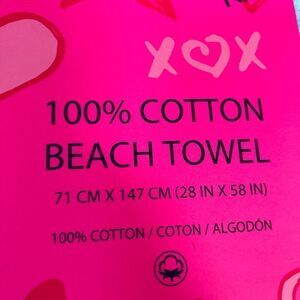 XOX
100% COTTON
BEACH TOWEL
71 CM X 147 CM (28 IN X 58 IN)
100% COTTON / COTON / ALGODÓN